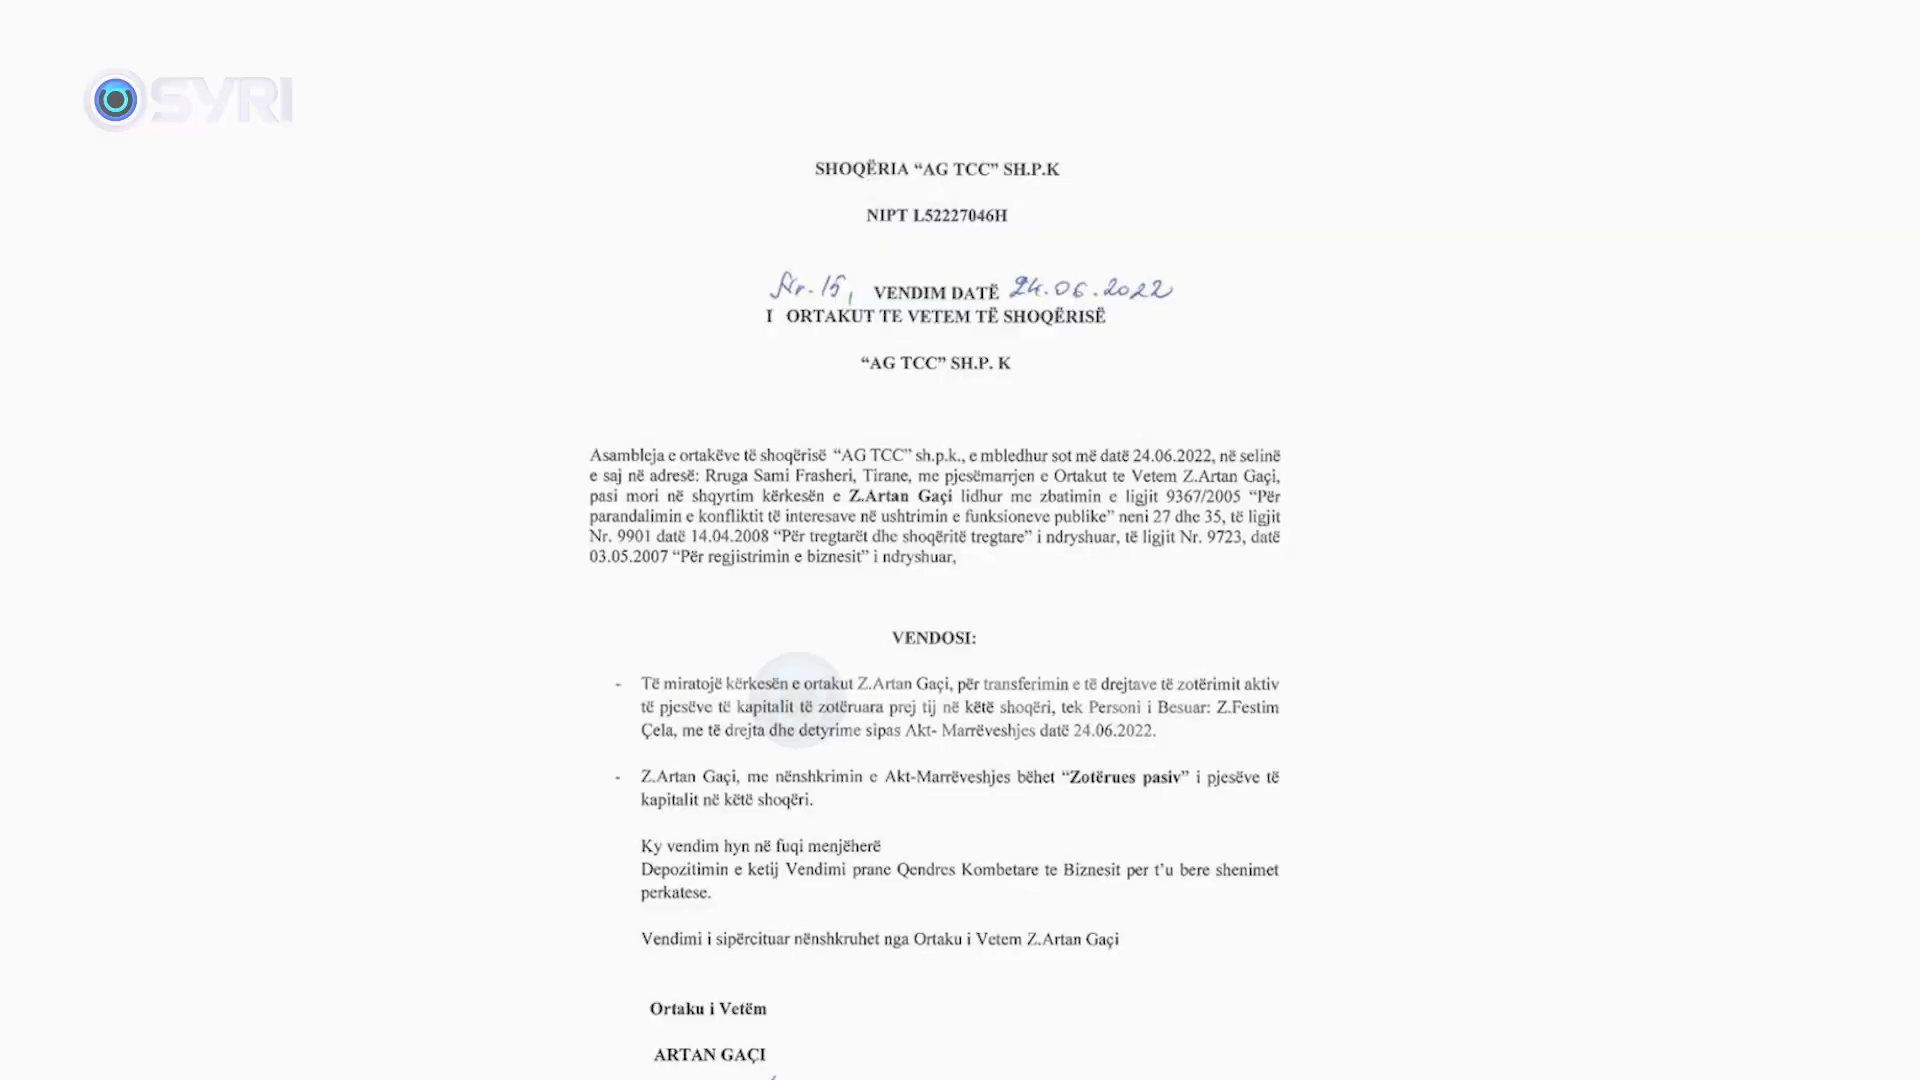 SYRI
SHOQËRIA “AG TCC” SH.P.K
NIPT L52227046H
Nr. 15, VENDIM DATË 24.06.2022
I ORTAKUT TE VETEM TË SHOQËRISË
“AG TCC” SH.P. K
Asambleja e ortakëve të shoqërisë “AG TCC” sh.p.k., e mbledhur sot më datë 24.06.2022, në selinë
e saj në adresë: Rruga Sami Frasheri, Tirane, me pjesëmarrjen e Ortakut te Vetem Z.Artan Gaçi,
pasi mori në shqyrtim kërkesën e Z.Artan Gaçi lidhur me zbatimin e ligjit 9367/2005 “Për
parandalimin e konfliktit të interesave në ushtrimin e funksioneve publike” neni 27 dhe 35, të ligjit
Nr. 9901 datë 14.04.2008 “Për tregtarët dhe shoqëritë tregtare” i ndryshuar, të ligjit Nr. 9723, datë
03.05.2007 “Për regjistrimin e biznesit” i ndryshuar,
VENDOSI:
- Të miratojë kërkesën e ortakut Z.Artan Gaçi, për transferimin e të drejtave të zotërimit aktiv
të pjesëve të kapitalit të zotëruara prej tij në këtë shoqëri, tek Personi i Besuar: Z.Festim
Çela, me të drejta dhe detyrime sipas Akt- Marrëveshjes datë 24.06.2022.
- Z.Artan Gaçi, me nënshkrimin e Akt-Marrëveshjes bëhet “Zotërues pasiv” i pjesëve të
kapitalit në këtë shoqëri.
Ky vendim hyn në fuqi menjëherë
Depozitimin e ketij Vendimi prane Qendres Kombetare te Biznesit per t’u bere shenimet
perkatese.
Vendimi i sipërcituar nënshkruhet nga Ortaku i Vetem Z.Artan Gaçi
Ortaku i Vetëm
ARTAN GAÇI